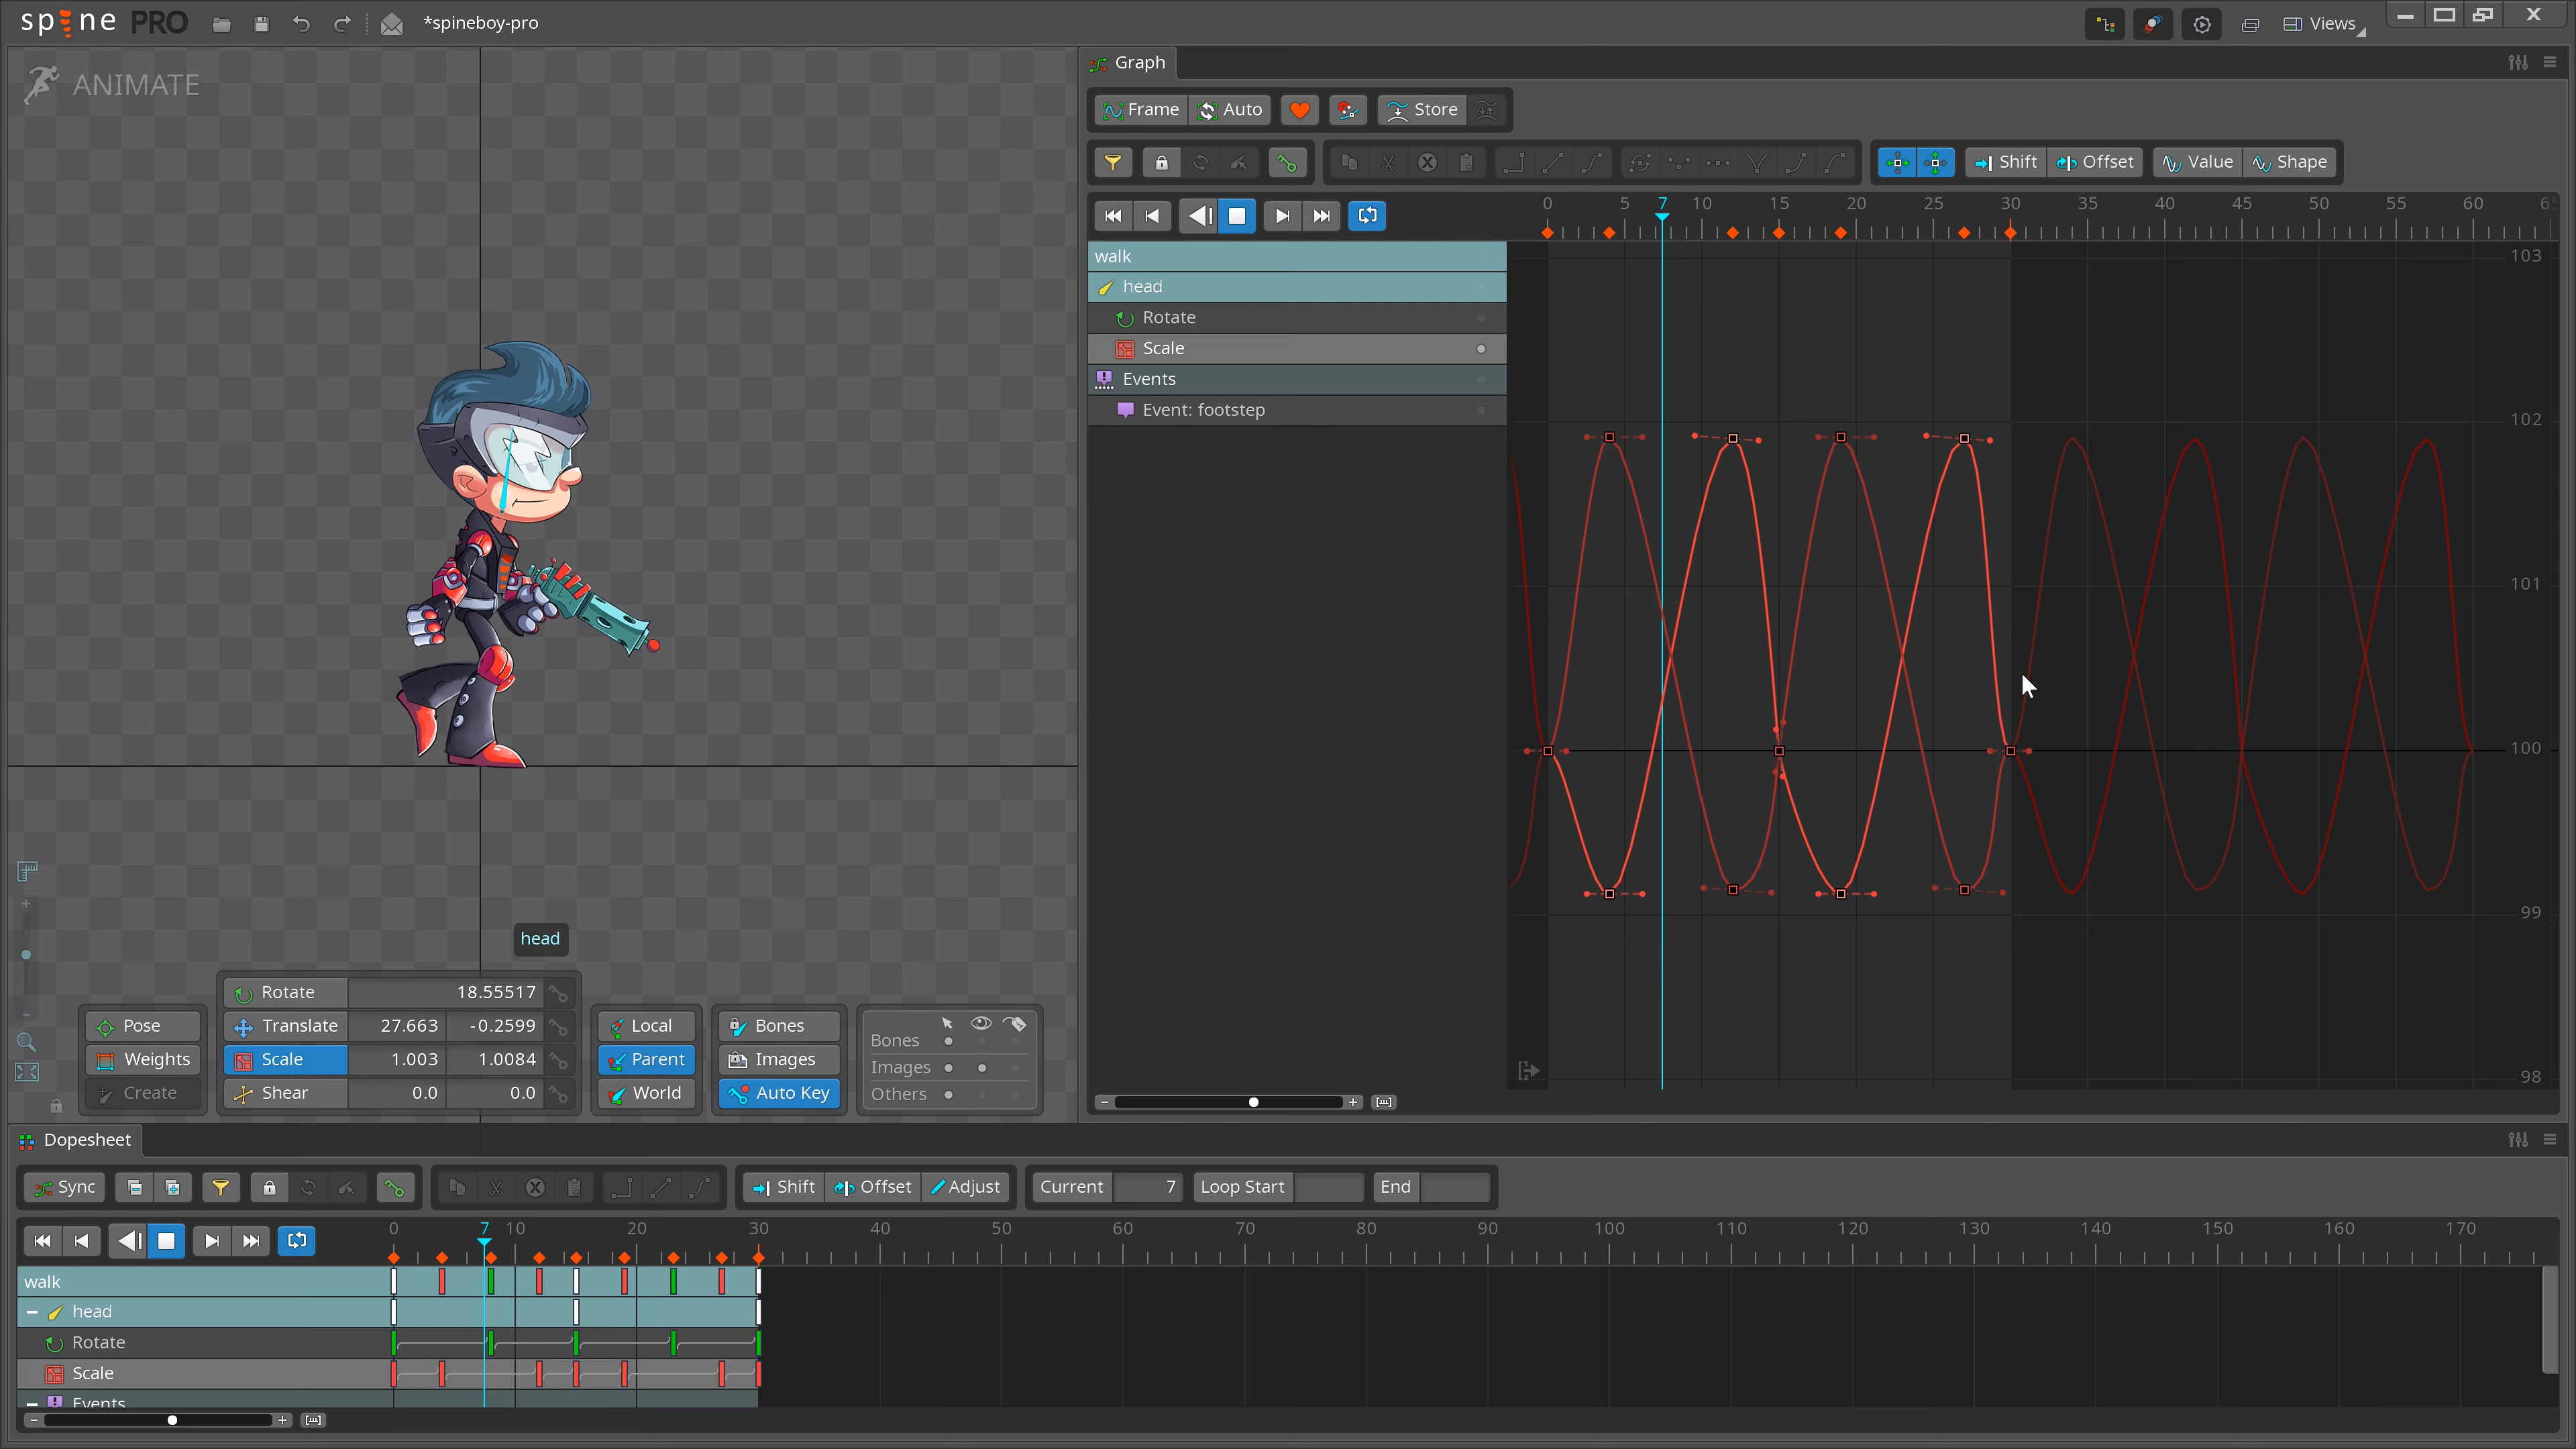 spine PRO *spineboy-pro Views
ANIMATE
Graph
Frame Auto Store
Shift Offset Value Shape
0 5 7 10 15 20 25 30 35 40 45 50 55 60
walk
head
Rotate
Scale
Events
Event: footstep
103
102
101
100
99
98
head
Rotate 18.55517
Pose Translate 27.663 -0.2599
Weights Scale 1.003 1.0084
Create Shear 0.0 0.0
Local
Parent
World
Bones
Images
Auto Key
Bones
Images
Others
Dopesheet
Sync Shift Offset Adjust Current 7 Loop Start End
0 7 10 20 30 40 50 60 70 80 90 100 110 120 130 140 150 160 170
walk
head
Rotate
Scale
Events